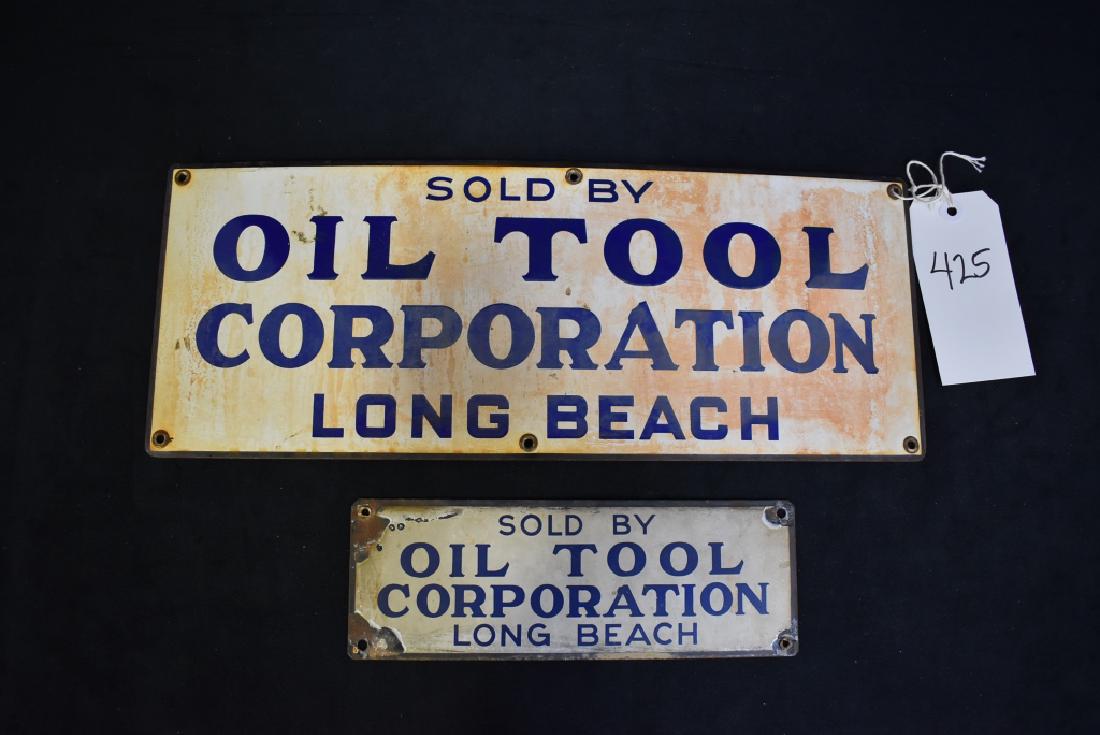 SOLD BY
OIL TOOL
CORPORATION
LONG BEACH
425
SOLD BY
OIL TOOL
CORPORATION
LONG BEACH